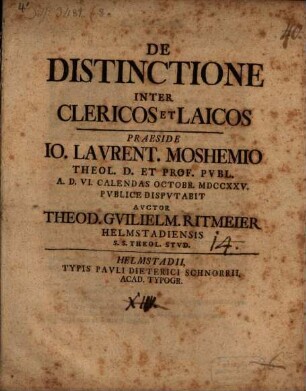 DE
DISTINCTIONE
INTER
CLERICOS ET LAICOS
PRAESIDE
IO. LAVRENT. MOSHEMIO
THEOL. D. ET PROF. PVBL.
A. D. VI. CALENDAS OCTOBR. MDCCXXV.
PVBLICE DISPVTABIT
AVCTOR
THEOD. GVILIELM. RITMEIER
HELMSTADIENSIS
S. S. THEOL. STVD.
14.
HELMSTADII,
TYPIS PAVLI DIETERICI SCHNORRII,
ACAD. TYPOGR.